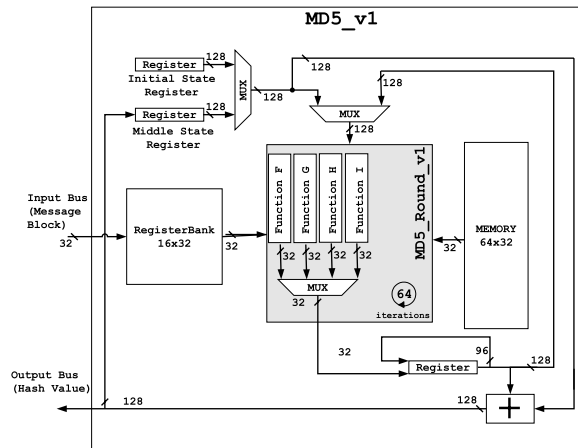 MD5_v1
Register
128
Initial State
Register
MUX
128
128
128
Register
128
Middle State
Register
MUX
128
Input Bus
(Message
Block)
32
RegisterBank
16x32
32
Function F
Function G
Function H
Function I
MD5_Round_v1
32
32
32
32
MUX
32
64
iterations
32
MEMORY
64x32
32
Register
96
128
Output Bus
(Hash Value)
128
128
+